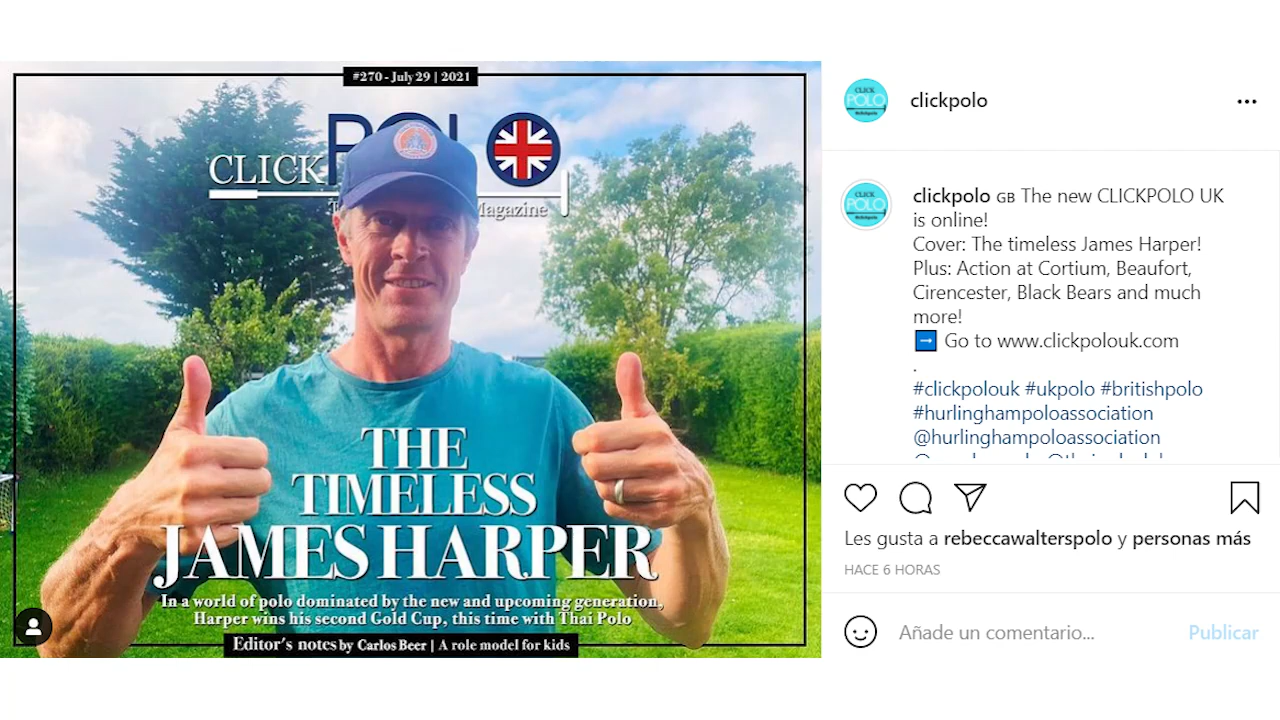 #270 - July 29 | 2021
CLICKPOLO
Magazine
THE
TIMELESS
JAMES HARPER
In a world of polo dominated by the new and upcoming generation,
Harper wins his second Gold Cup, this time with Thai Polo
Editor's notes by Carlos Beer | A role model for kids
CLICK
POLO
clickpolo
CLICK
POLO
clickpolo GB The new CLICKPOLO UK
is online!
Cover: The timeless James Harper!
Plus: Action at Cortium, Beaufort,
Cirencester, Black Bears and much
more!
➡ Go to www.clickpolouk.com
.
#clickpolouk #ukpolo #britishpolo
#hurlinghampoloassociation
@hurlinghampoloassociation
Les gusta a rebeccawalterspolo y personas más
HACE 6 HORAS
Añade un comentario...
Publicar